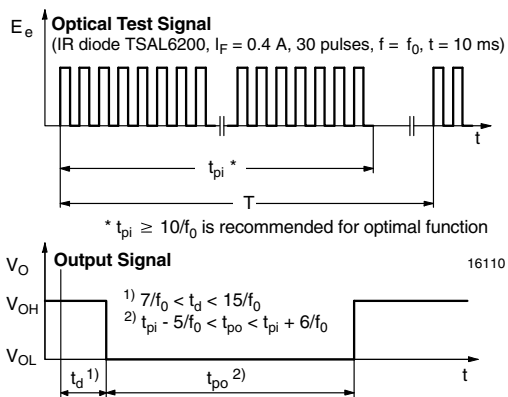 Eₑ
Optical Test Signal
(IR diode TSAL6200, I_F = 0.4 A, 30 pulses, f = f₀, t = 10 ms)
t
t_pi *
T
* t_pi ≥ 10/f₀ is recommended for optimal function
V_O
Output Signal
16110
V_OH
1) 7/f₀ < t_d < 15/f₀
2) t_pi - 5/f₀ < t_po < t_pi + 6/f₀
V_OL
t_d 1)
t_po 2)
t